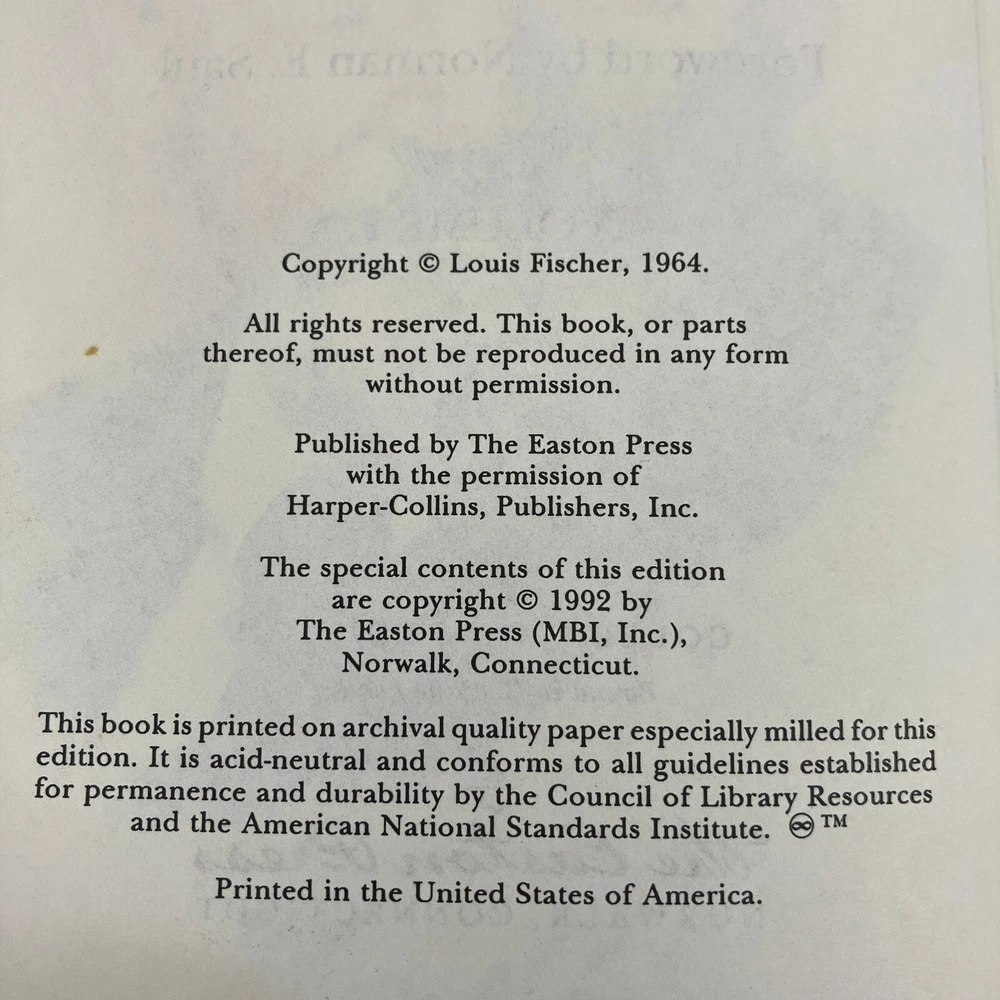 Copyright © Louis Fischer, 1964.
All rights reserved. This book, or parts
thereof, must not be reproduced in any form
without permission.
Published by The Easton Press
with the permission of
Harper-Collins, Publishers, Inc.
The special contents of this edition
are copyright © 1992 by
The Easton Press (MBI, Inc.),
Norwalk, Connecticut.
This book is printed on archival quality paper especially milled for this
edition. It is acid-neutral and conforms to all guidelines established
for permanence and durability by the Council of Library Resources
and the American National Standards Institute. ♾ ™
Printed in the United States of America.